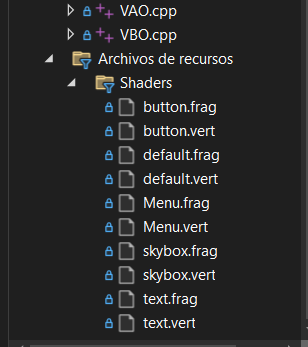 VAO.cpp
VBO.cpp
Archivos de recursos
Shaders
button.frag
button.vert
default.frag
default.vert
Menu.frag
Menu.vert
skybox.frag
skybox.vert
text.frag
text.vert